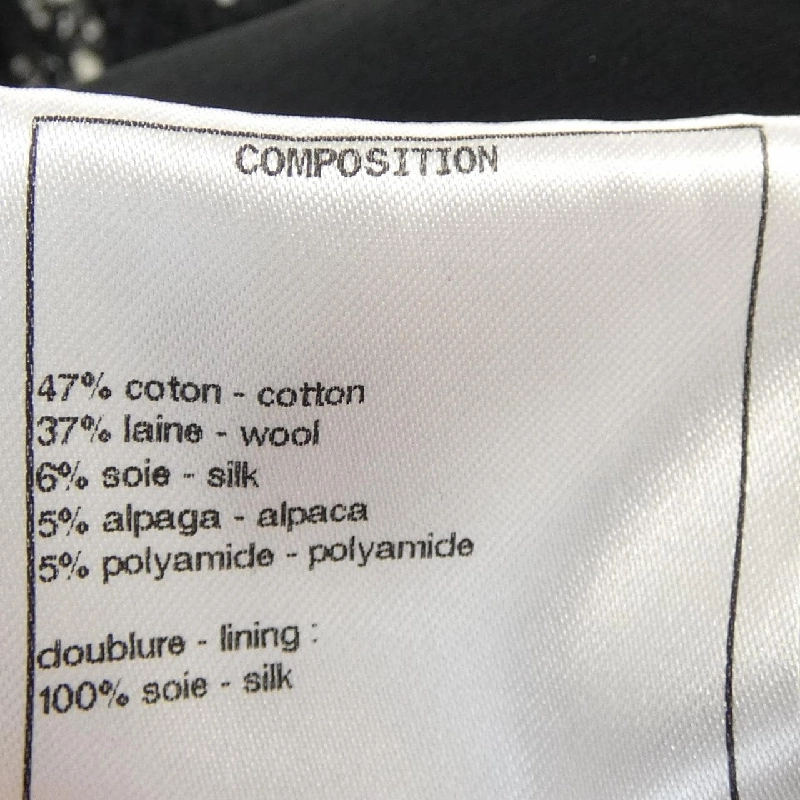 COMPOSITION
47% coton - cotton
37% laine - wool
6% soie - silk
5% alpaga - alpaca
5% polyamide - polyamide
doublure - lining :
100% soie - silk